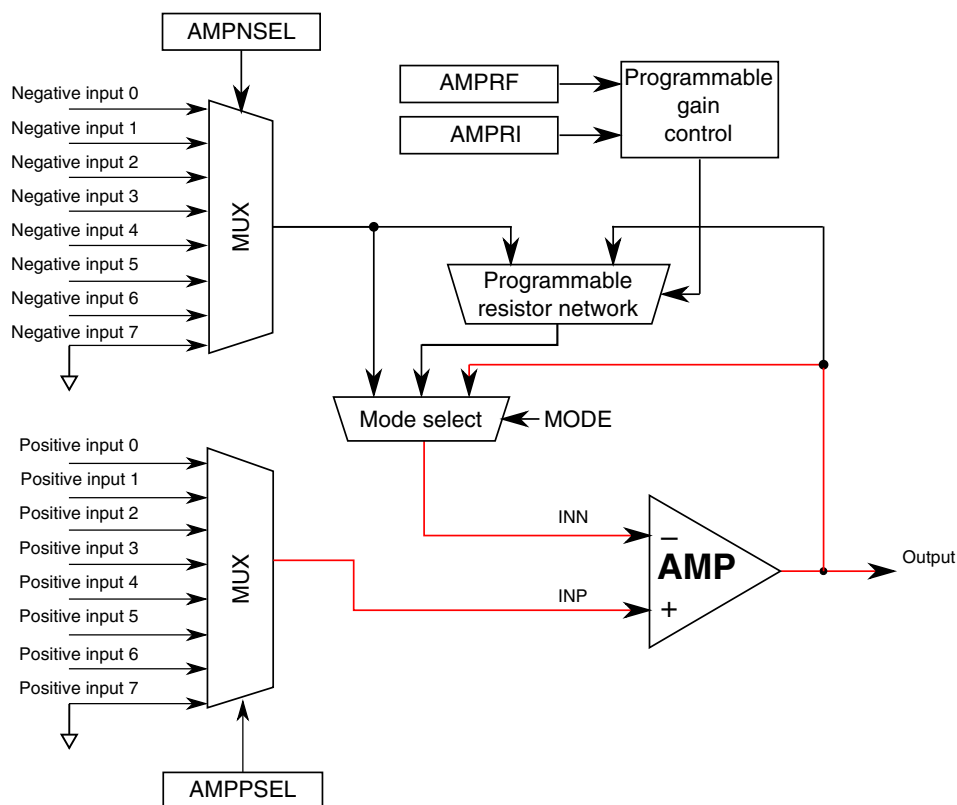 AMPNSEL
Negative input 0
Negative input 1
Negative input 2
Negative input 3
Negative input 4
Negative input 5
Negative input 6
Negative input 7
MUX
AMPRF
AMPRI
Programmable
gain
control
Programmable
resistor network
Mode select
MODE
Positive input 0
Positive input 1
Positive input 2
Positive input 3
Positive input 4
Positive input 5
Positive input 6
Positive input 7
MUX
INN
INP
−
AMP
+
Output
AMPPSEL